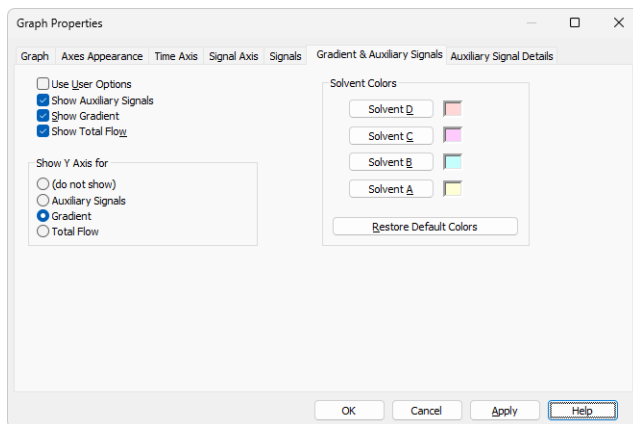 Graph Properties
Graph Axes Appearance Time Axis Signal Axis Signals Gradient & Auxiliary Signals Auxiliary Signal Details
Use User Options
Show Auxiliary Signals
Show Gradient
Show Total Flow
Show Y Axis for
(do not show)
Auxiliary Signals
Gradient
Total Flow
Solvent Colors
Solvent D
Solvent C
Solvent B
Solvent A
Restore Default Colors
OK Cancel Apply Help